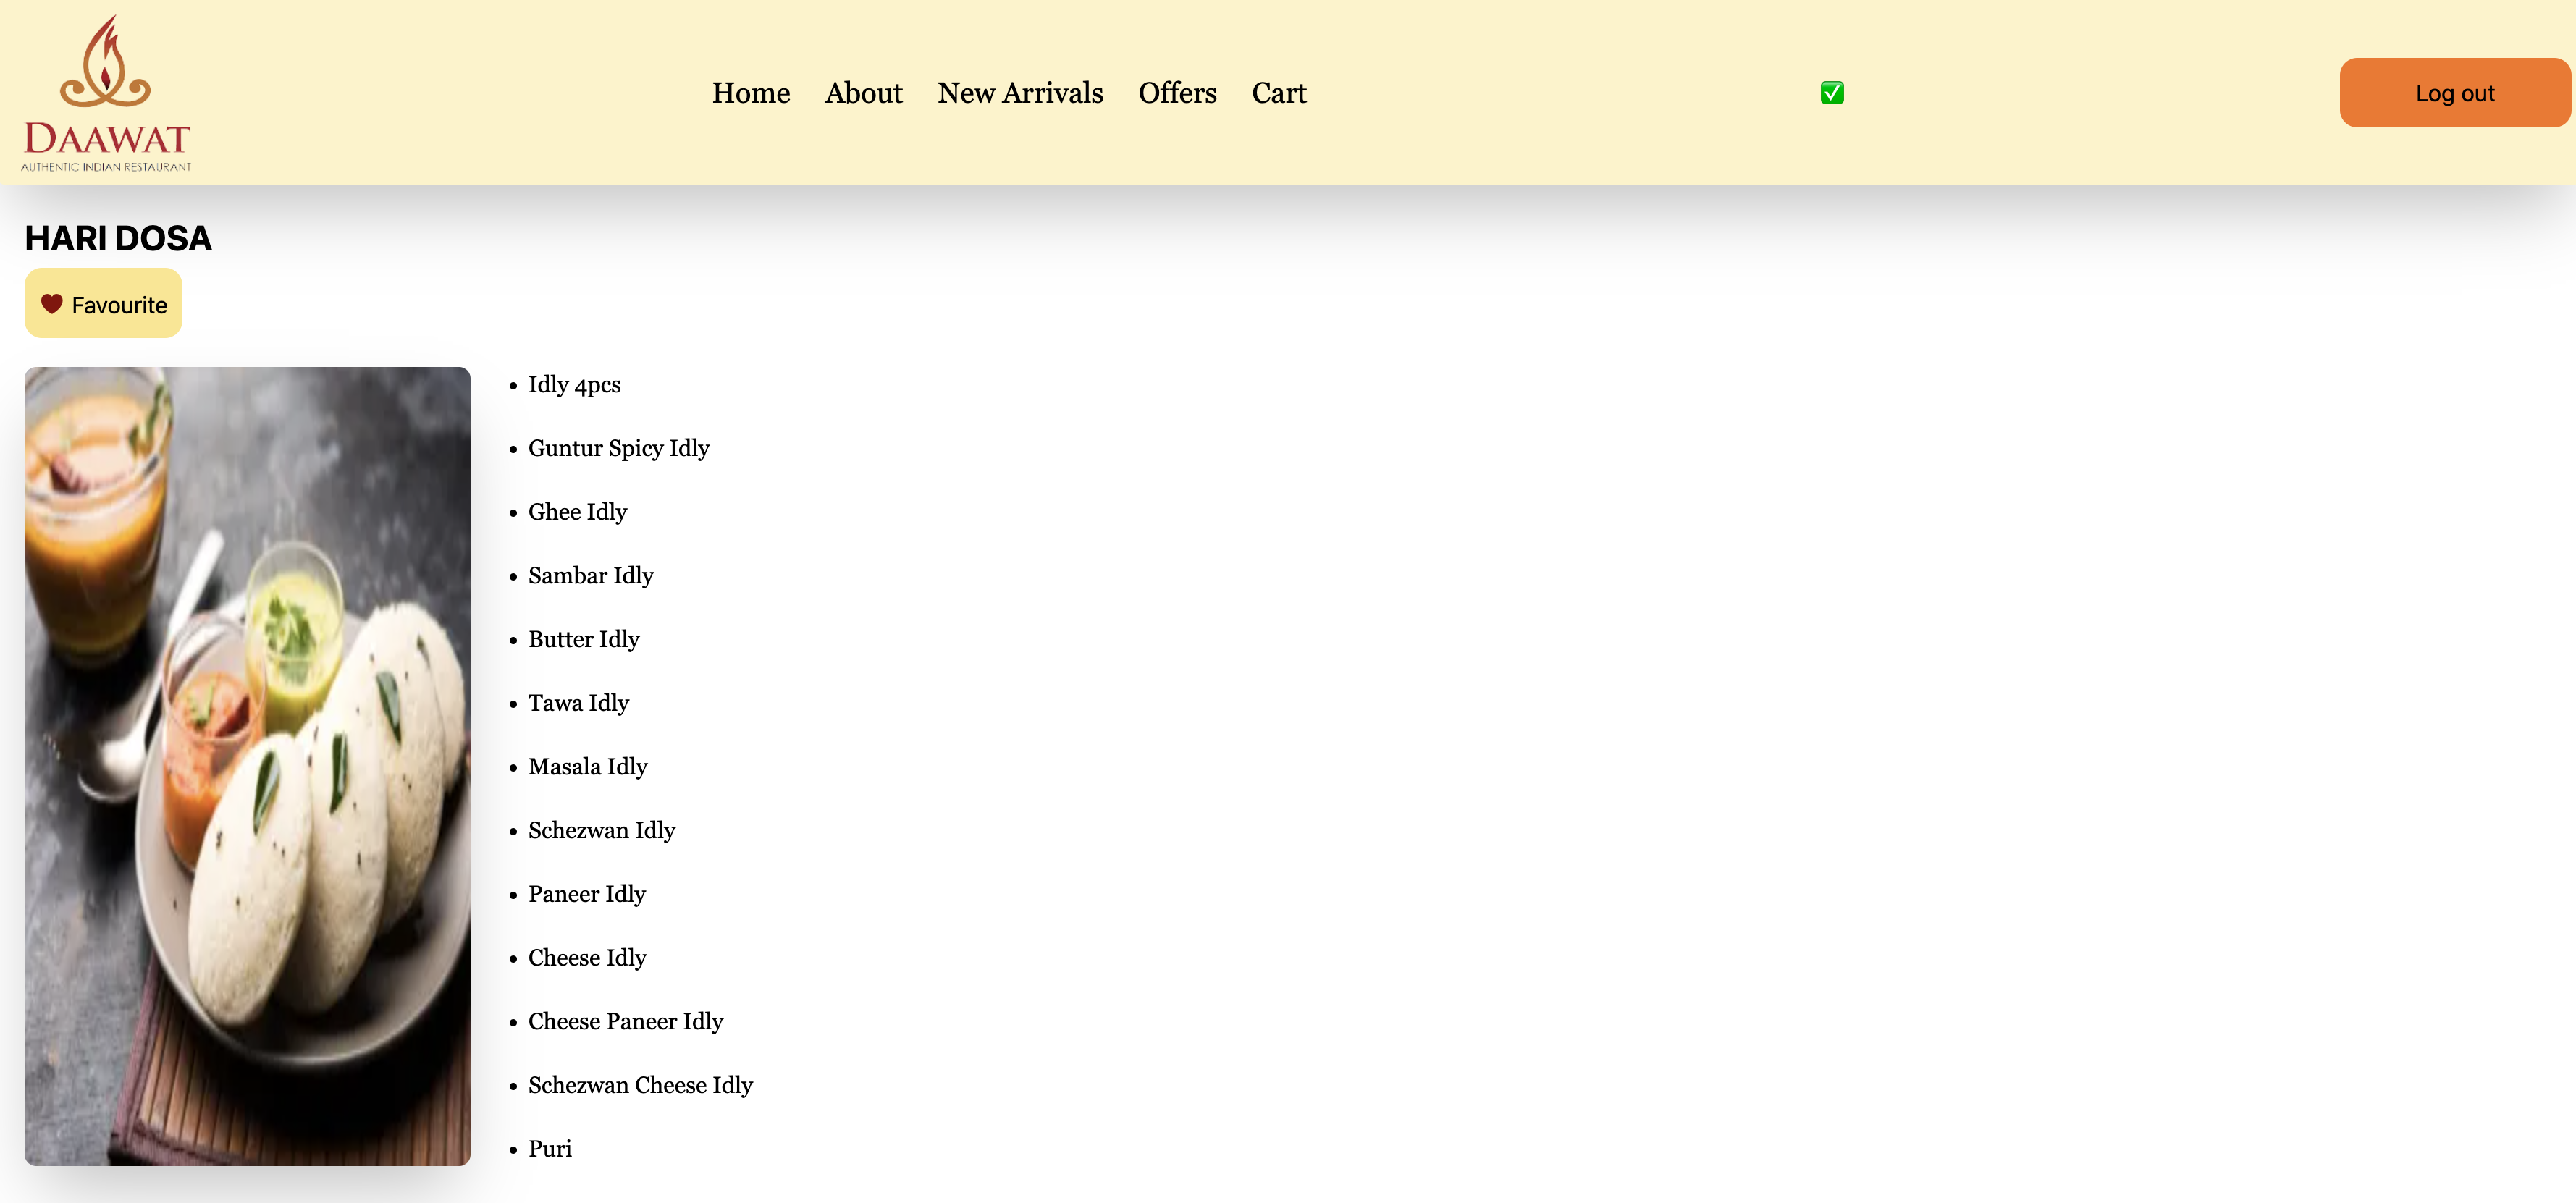 DAAWAT
AUTHENTIC INDIAN RESTAURANT
Home About New Arrivals Offers Cart ✅ Log out
HARI DOSA
❤ Favourite
• Idly 4pcs
• Guntur Spicy Idly
• Ghee Idly
• Sambar Idly
• Butter Idly
• Tawa Idly
• Masala Idly
• Schezwan Idly
• Paneer Idly
• Cheese Idly
• Cheese Paneer Idly
• Schezwan Cheese Idly
• Puri